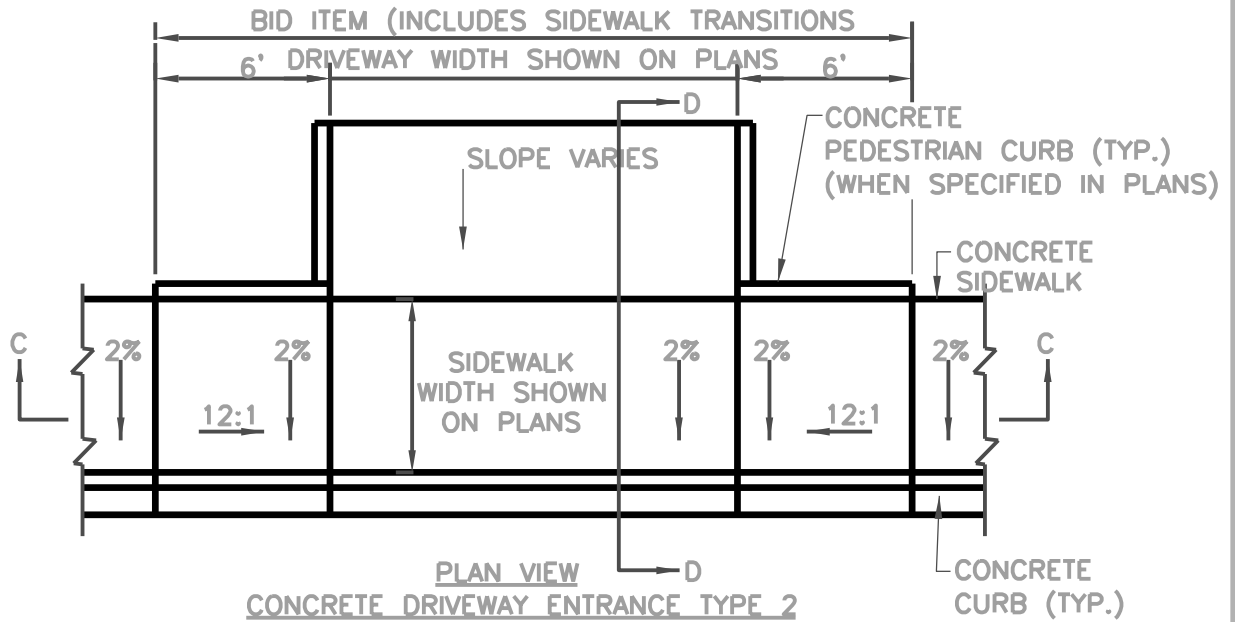 BID ITEM (INCLUDES SIDEWALK TRANSITIONS
6' DRIVEWAY WIDTH SHOWN ON PLANS 6'
D
CONCRETE
PEDESTRIAN CURB (TYP.)
(WHEN SPECIFIED IN PLANS)
SLOPE VARIES
CONCRETE
SIDEWALK
C 2% 2% 2% 2% 2% C
SIDEWALK
WIDTH SHOWN
ON PLANS
12:1 12:1
D
PLAN VIEW
CONCRETE DRIVEWAY ENTRANCE TYPE 2
CONCRETE
CURB (TYP.)